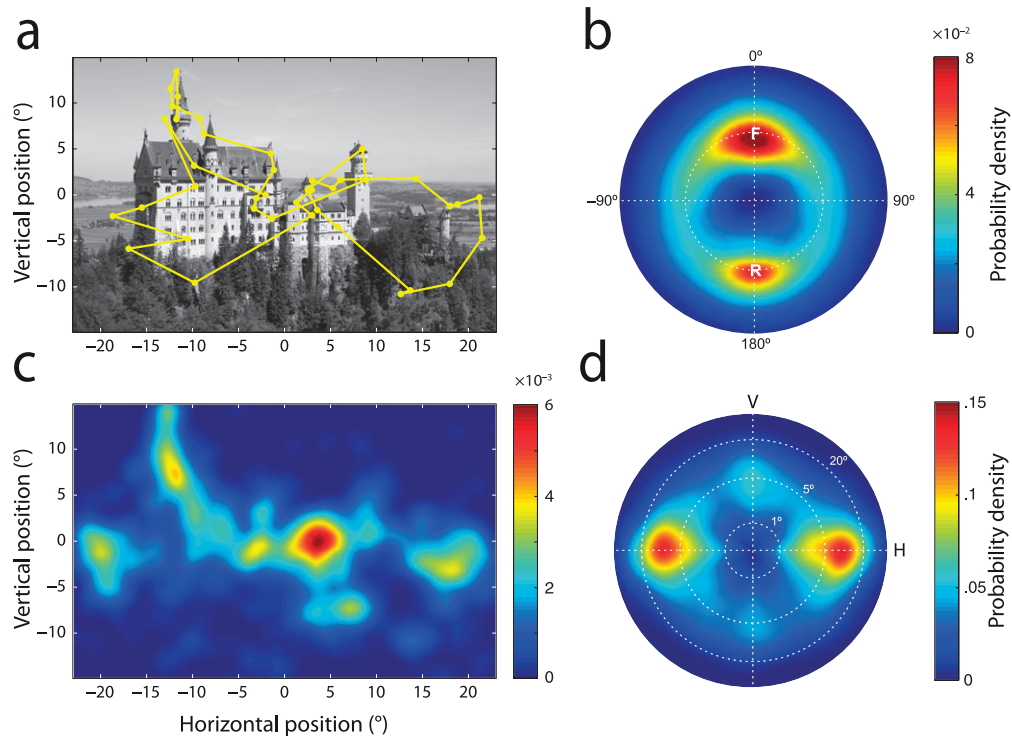 a
Vertical position (°)
10
5
0
−5
−10
−20 −15 −10 −5 0 5 10 15 20
b
×10⁻²
0º
F
−90º
90º
R
180º
8
6
4
2
0
Probability density
c
Vertical position (°)
10
5
0
−5
−10
−20 −15 −10 −5 0 5 10 15 20
Horizontal position (°)
×10⁻³
6
4
2
0
d
V
20º
5º
1º
H
.15
.1
.05
0
Probability density